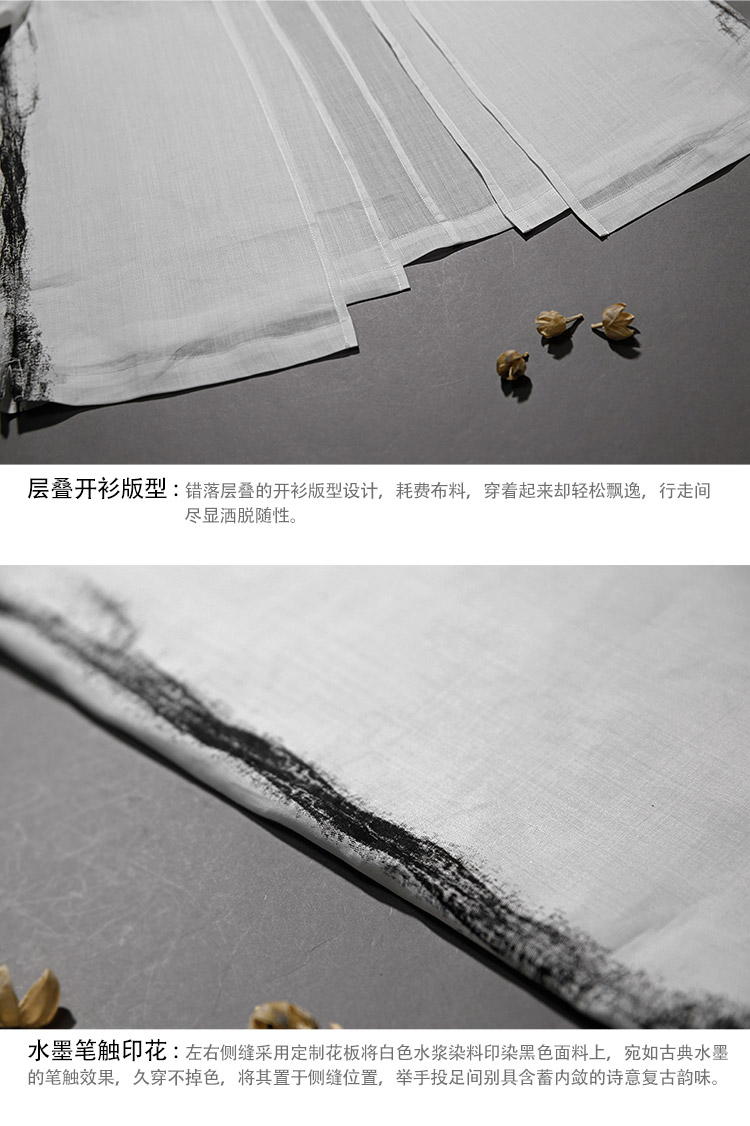 层叠开衫版型：错落层叠的开衫版型设计，耗费布料，穿着起来却轻松飘逸，行走间
尽显洒脱随性。
水墨笔触印花：左右侧缝采用定制花板将白色水浆染料印染黑色面料上，宛如古典水墨
的笔触效果，久穿不掉色，将其置于侧缝位置，举手投足间别具含蓄内敛的诗意复古韵味。